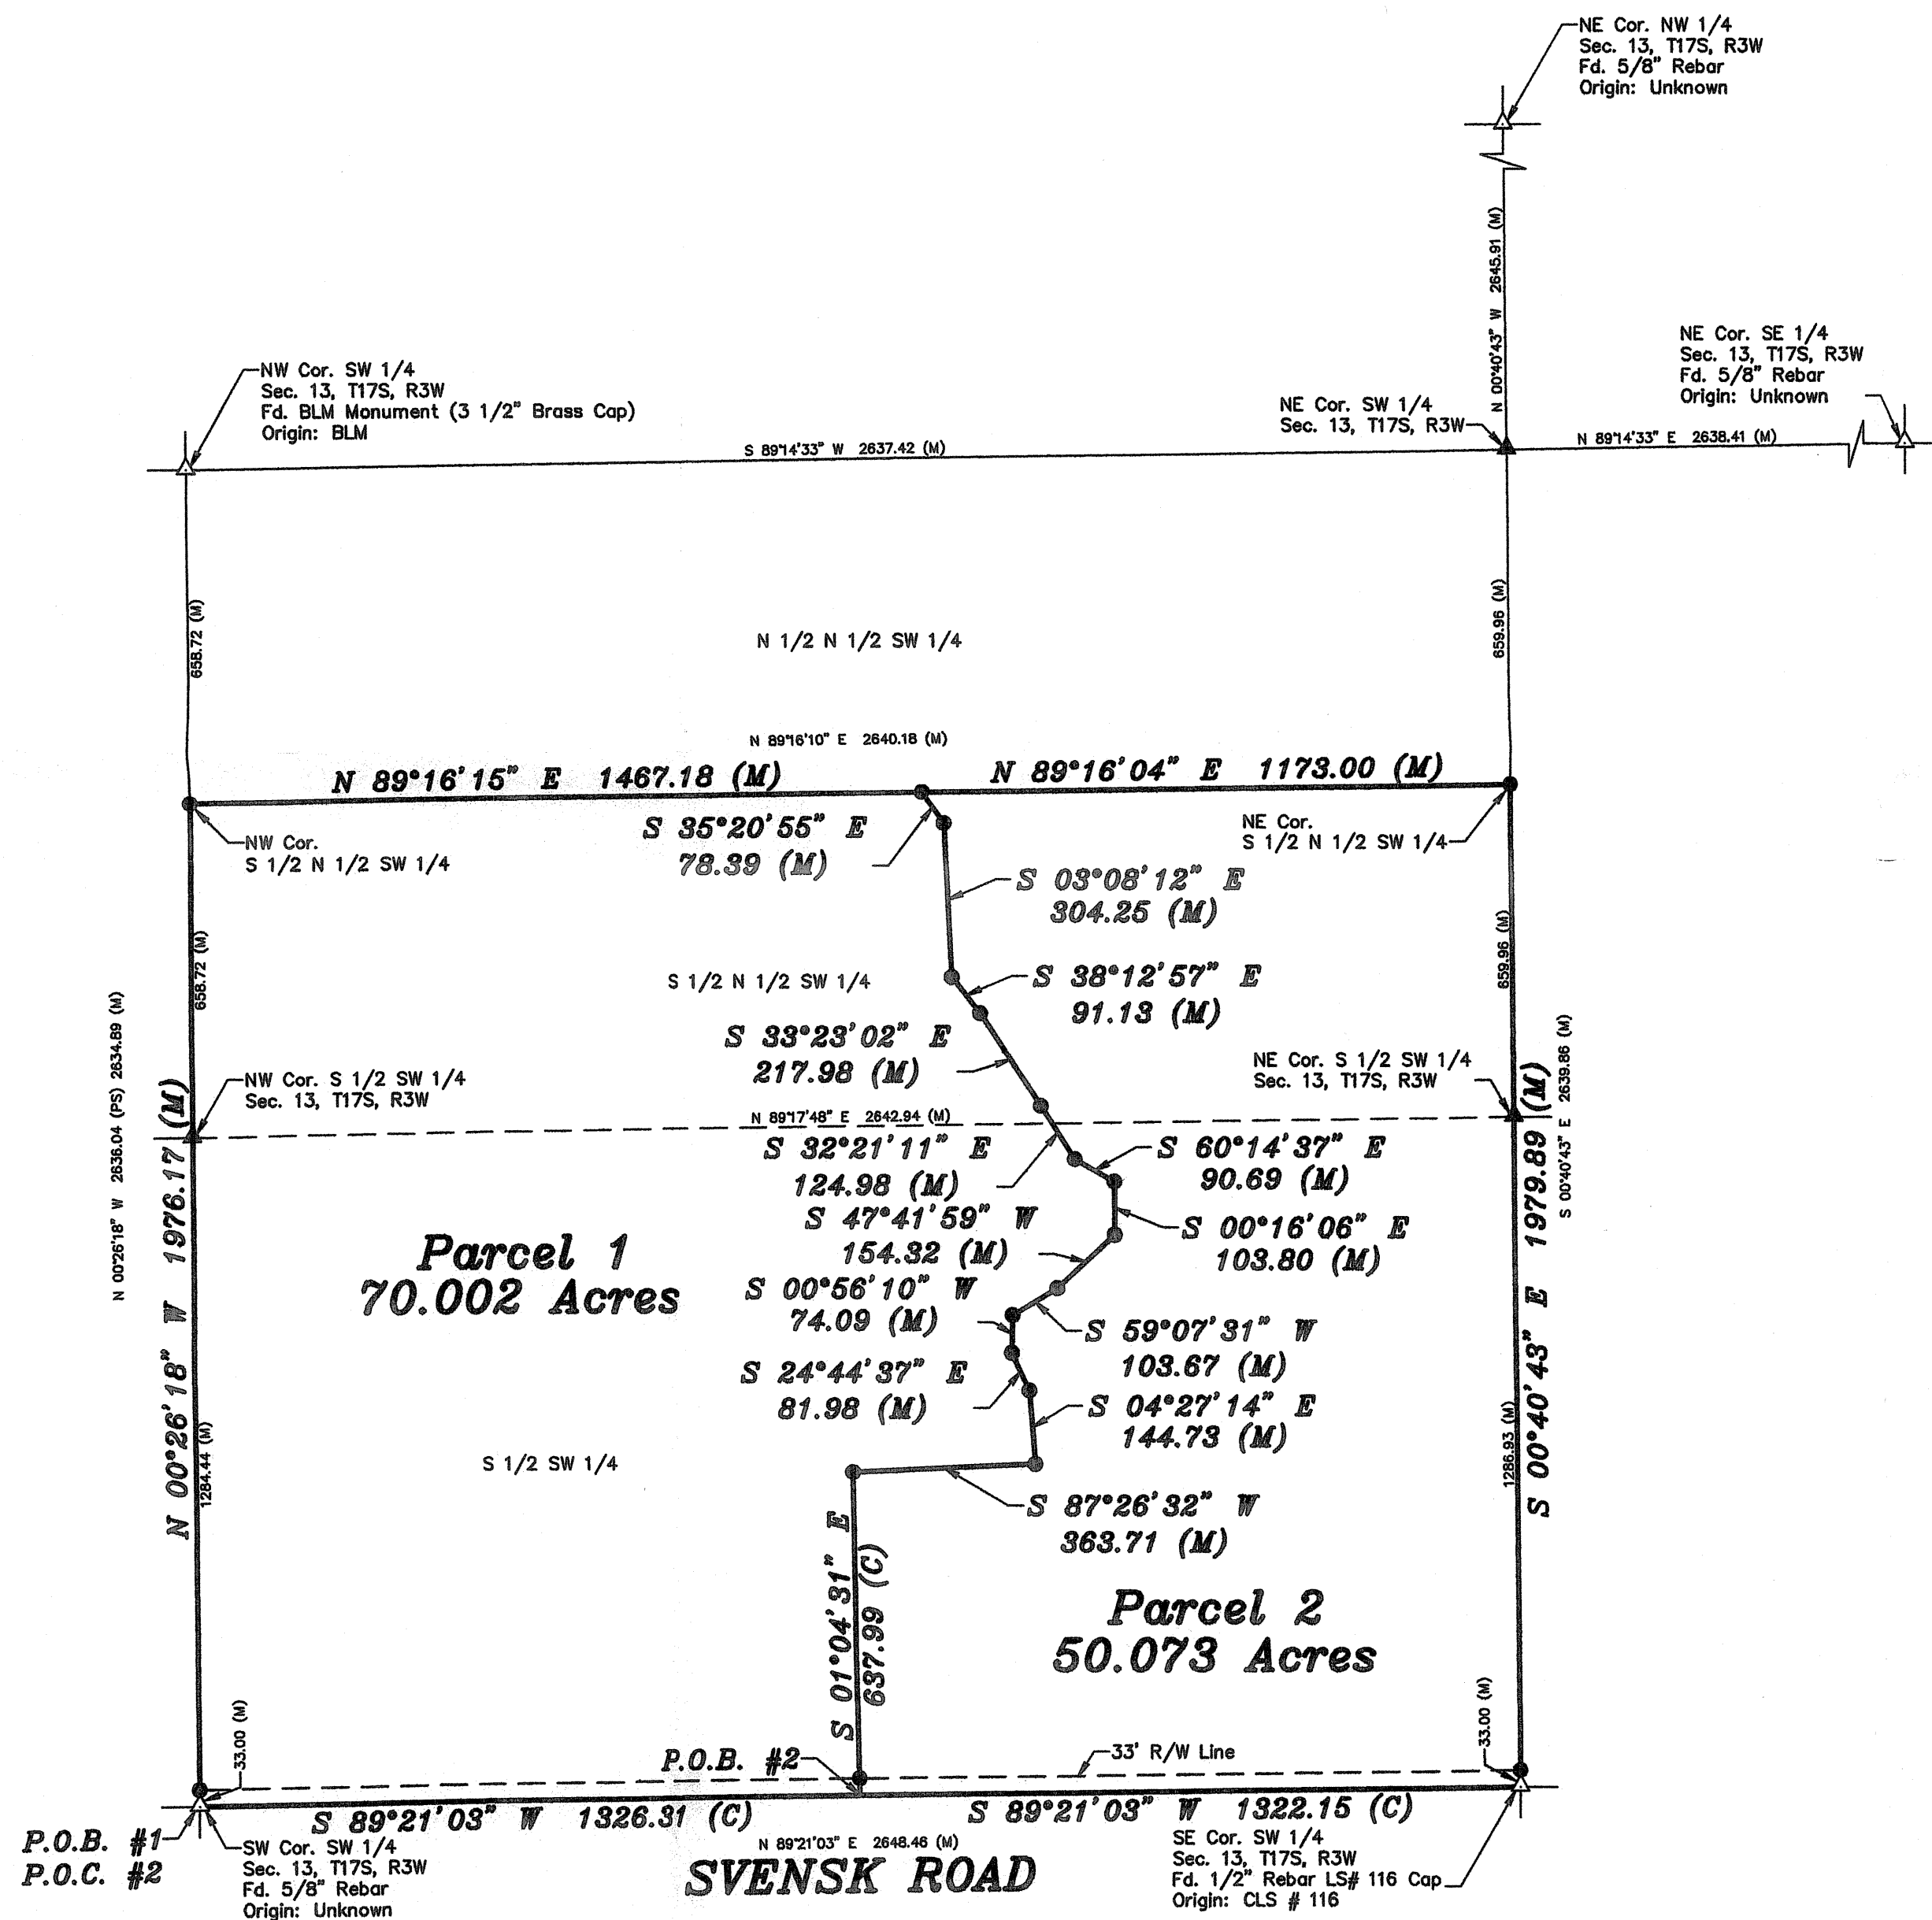 NE Cor. NW 1/4
Sec. 13, T17S, R3W
Fd. 5/8" Rebar
Origin: Unknown
N 00°40'43" W 2645.91 (M)
NE Cor. SE 1/4
Sec. 13, T17S, R3W
Fd. 5/8" Rebar
Origin: Unknown
NW Cor. SW 1/4
Sec. 13, T17S, R3W
Fd. BLM Monument (3 1/2" Brass Cap)
Origin: BLM
NE Cor. SW 1/4
Sec. 13, T17S, R3W
S 89°14'33" W 2637.42 (M)
N 89°14'33" E 2638.41 (M)
658.72 (M)
659.96 (M)
N 1/2 N 1/2 SW 1/4
N 89°16'10" E 2640.18 (M)
N 89°16'15" E 1467.18 (M)
N 89°16'04" E 1173.00 (M)
NW Cor.
S 1/2 N 1/2 SW 1/4
S 35°20'55" E
78.39 (M)
NE Cor.
S 1/2 N 1/2 SW 1/4
S 03°08'12" E
304.25 (M)
658.72 (M)
659.96 (M)
S 1/2 N 1/2 SW 1/4
S 38°12'57" E
91.13 (M)
S 33°23'02" E
217.98 (M)
NW Cor. S 1/2 SW 1/4
Sec. 13, T17S, R3W
NE Cor. S 1/2 SW 1/4
Sec. 13, T17S, R3W
N 00°26'18" W 2636.04 (PS) 2634.89 (M)
N 00°26'18" W 1976.17 (M)
S 00°40'43" E 1979.89 (M)
S 00°40'43" E 2639.86 (M)
N 89°17'48" E 2642.94 (M)
S 32°21'11" E
124.98 (M)
S 60°14'37" E
90.69 (M)
S 47°41'59" W
154.32 (M)
S 00°16'06" E
103.80 (M)
Parcel 1
70.002 Acres
S 00°56'10" W
74.09 (M)
S 59°07'31" W
103.67 (M)
S 24°44'37" E
81.98 (M)
S 04°27'14" E
144.73 (M)
1284.44 (M)
1286.93 (M)
S 1/2 SW 1/4
S 87°26'32" W
363.71 (M)
S 01°04'31" E
637.99 (C)
Parcel 2
50.073 Acres
33.00 (M)
33.00 (M)
P.O.B. #2
33' R/W Line
S 89°21'03" W 1326.31 (C)
S 89°21'03" W 1322.15 (C)
P.O.B. #1
P.O.C. #2
SW Cor. SW 1/4
Sec. 13, T17S, R3W
Fd. 5/8" Rebar
Origin: Unknown
N 89°21'03" E 2648.46 (M)
SVENSK ROAD
SE Cor. SW 1/4
Sec. 13, T17S, R3W
Fd. 1/2" Rebar LS# 116 Cap
Origin: CLS # 116